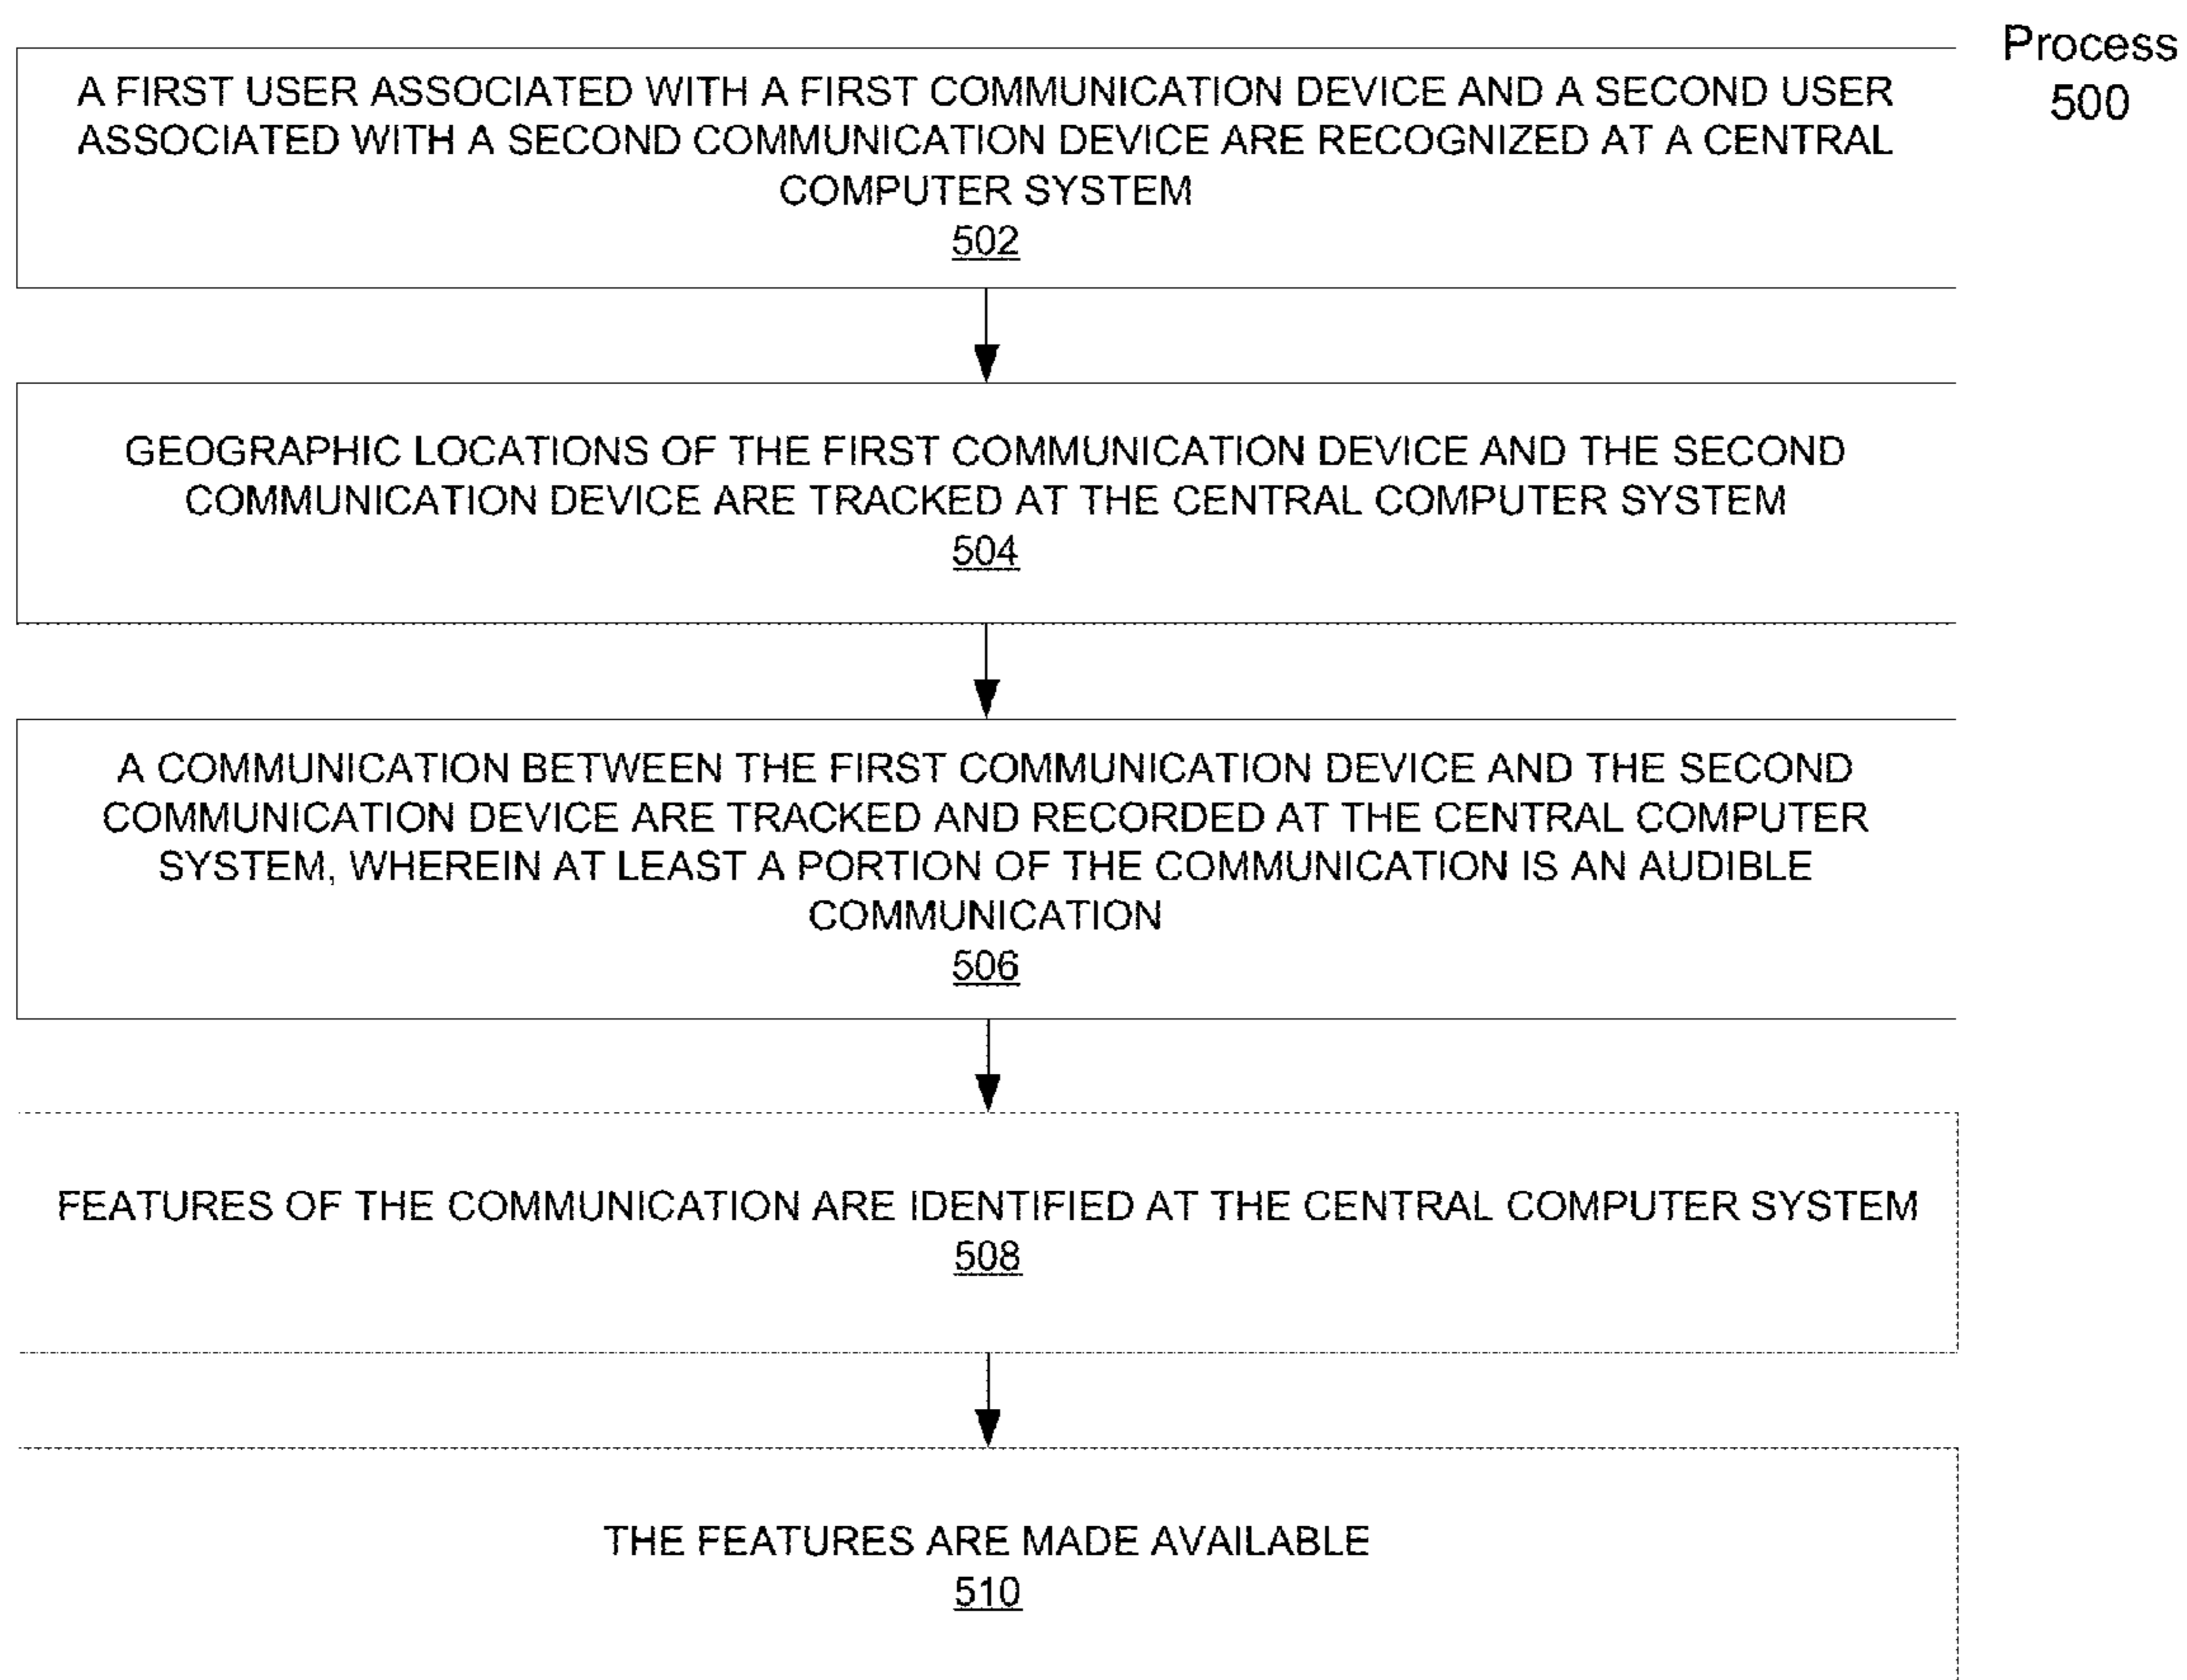 Process
500
A FIRST USER ASSOCIATED WITH A FIRST COMMUNICATION DEVICE AND A SECOND USER
ASSOCIATED WITH A SECOND COMMUNICATION DEVICE ARE RECOGNIZED AT A CENTRAL
COMPUTER SYSTEM
502
GEOGRAPHIC LOCATIONS OF THE FIRST COMMUNICATION DEVICE AND THE SECOND
COMMUNICATION DEVICE ARE TRACKED AT THE CENTRAL COMPUTER SYSTEM
504
A COMMUNICATION BETWEEN THE FIRST COMMUNICATION DEVICE AND THE SECOND
COMMUNICATION DEVICE ARE TRACKED AND RECORDED AT THE CENTRAL COMPUTER
SYSTEM, WHEREIN AT LEAST A PORTION OF THE COMMUNICATION IS AN AUDIBLE
COMMUNICATION
506
FEATURES OF THE COMMUNICATION ARE IDENTIFIED AT THE CENTRAL COMPUTER SYSTEM
508
THE FEATURES ARE MADE AVAILABLE
510